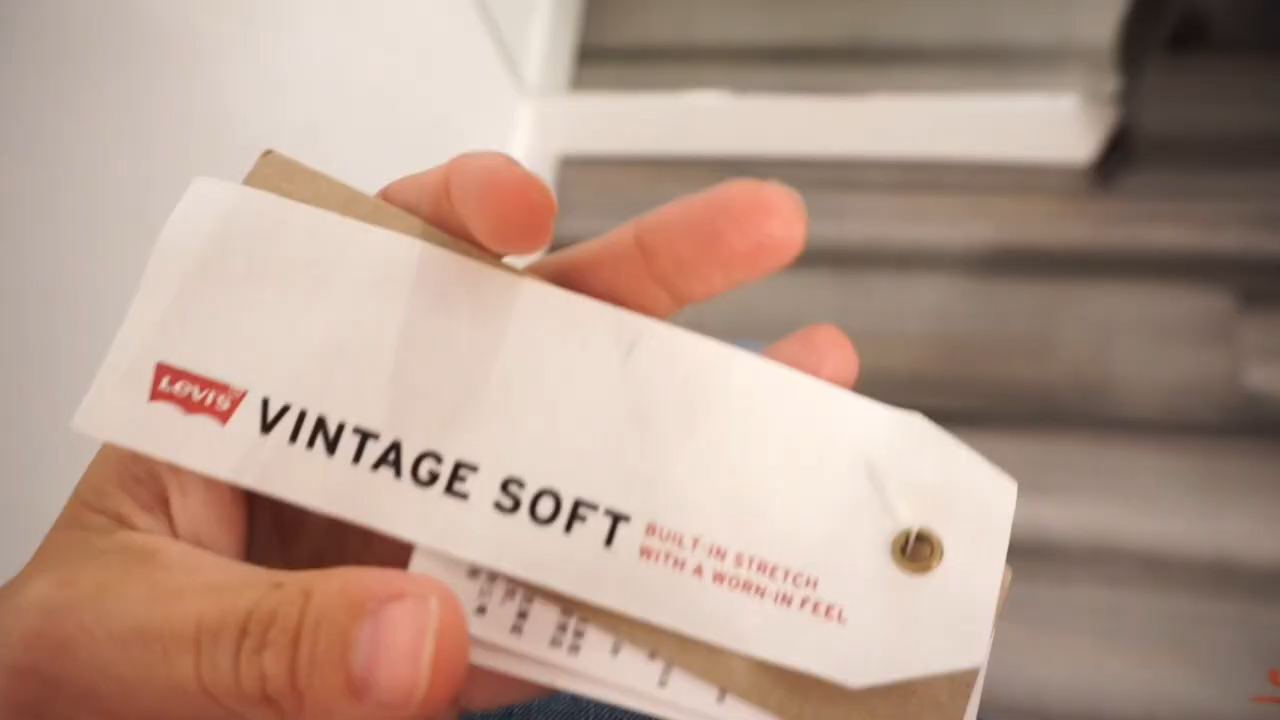 Levi's
VINTAGE SOFT
BUILT-IN STRETCH
WITH A WORN-IN FEEL